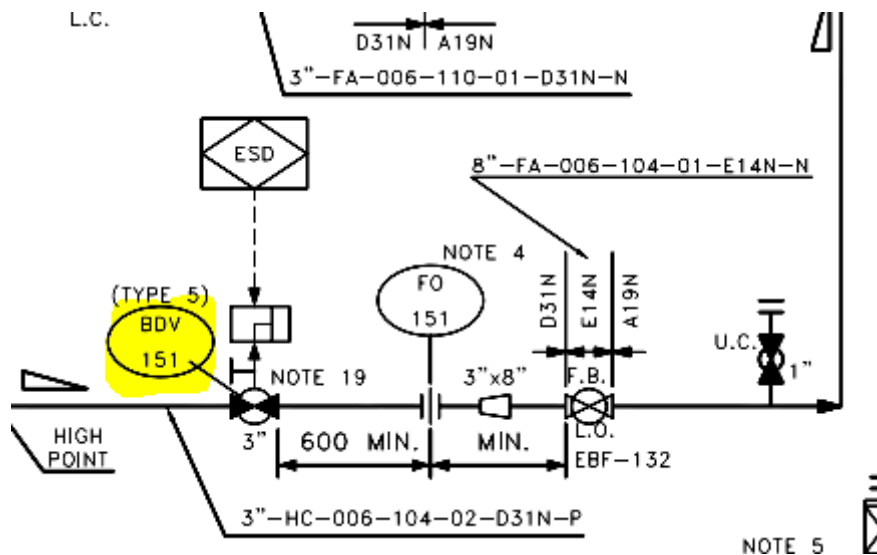 L.C.
D31N A19N
3"-FA-006-110-01-D31N-N
ESD
8"-FA-006-104-01-E14N-N
NOTE 4
(TYPE 5)
BDV
151
FO
151
D31N
E14N
A19N
U.C.
NOTE 19
3"x8"
F.B.
1"
HIGH
POINT
3"
600 MIN.
MIN.
L.O.
EBF-132
3"-HC-006-104-02-D31N-P
NOTE 5